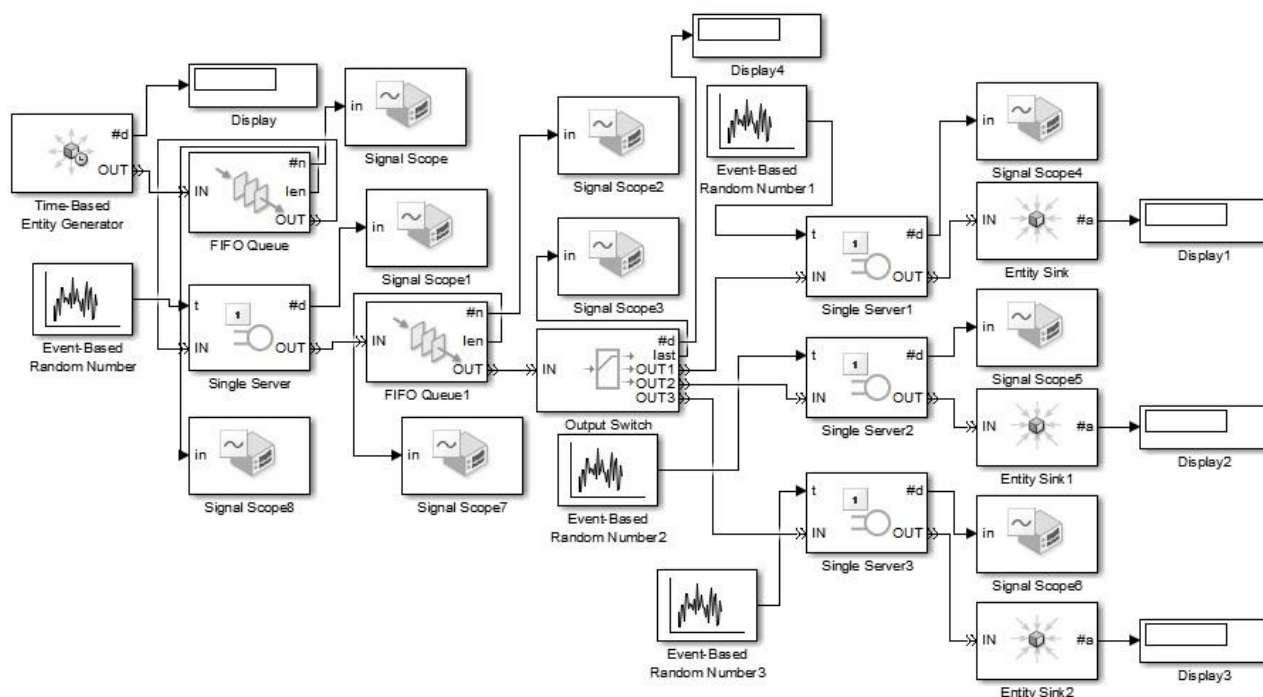 Display4
#d
Display
in
Signal Scope
in
Signal Scope2
Event-Based
Random Number1
in
Signal Scope4
OUT
Time-Based
Entity Generator
IN
#n
len
OUT
FIFO Queue
in
Signal Scope1
in
Signal Scope3
t
IN
1
#d
OUT
Single Server1
IN
#a
Entity Sink
Display1
Event-Based
Random Number
t
IN
1
#d
OUT
Single Server
IN
#n
len
OUT
FIFO Queue1
IN
#d
last
OUT1
OUT2
OUT3
Output Switch
t
IN
1
#d
OUT
Single Server2
in
Signal Scope5
IN
#a
Entity Sink1
Display2
in
Signal Scope8
in
Signal Scope7
Event-Based
Random Number2
t
IN
1
#d
OUT
Single Server3
in
Signal Scope6
Event-Based
Random Number3
IN
#a
Entity Sink2
Display3